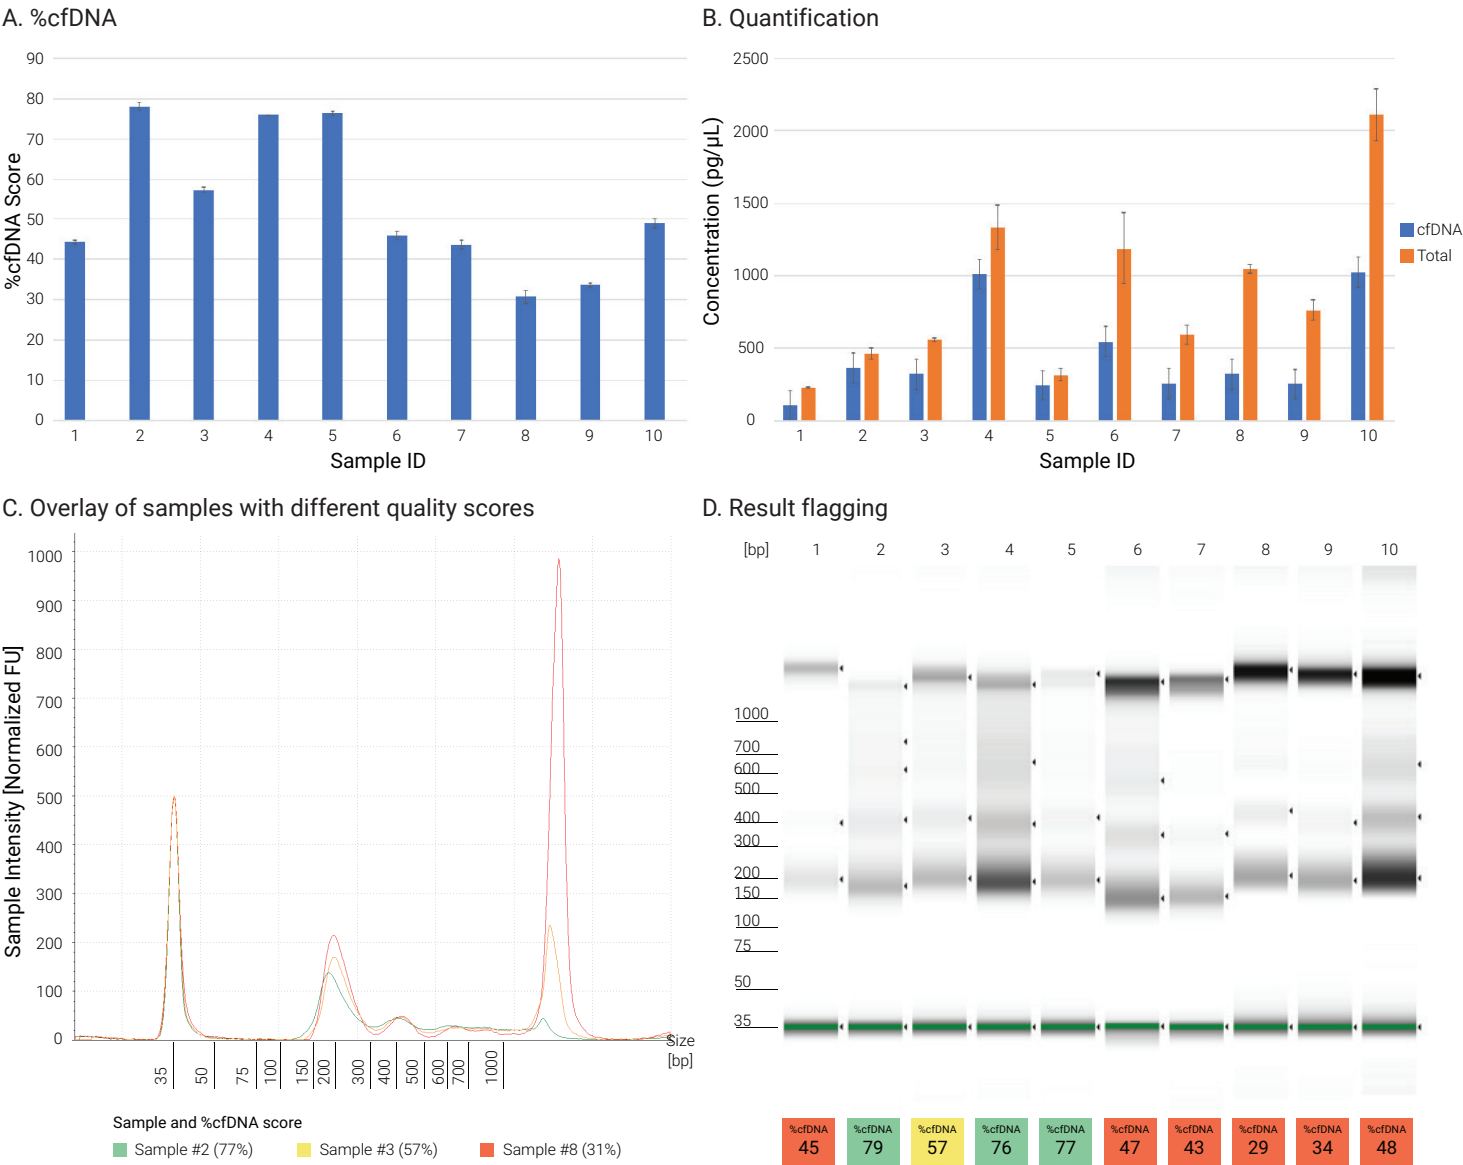 A. %cfDNA
%cfDNA Score
90
80
70
60
50
40
30
20
10
0
1 2 3 4 5 6 7 8 9 10
Sample ID
B. Quantification
Concentration (pg/µL)
2500
2000
1500
1000
500
0
1 2 3 4 5 6 7 8 9 10
Sample ID
cfDNA
Total
C. Overlay of samples with different quality scores
Sample Intensity [Normalized FU]
1000
900
800
700
600
500
400
300
200
100
0
35 50 75 100 150 200 300 400 500 600 700 1000
Size
[bp]
Sample and %cfDNA score
Sample #2 (77%) Sample #3 (57%) Sample #8 (31%)
D. Result flagging
[bp] 1 2 3 4 5 6 7 8 9 10
1000
700
600
500
400
300
200
150
100
75
50
35
%cfDNA %cfDNA %cfDNA %cfDNA %cfDNA %cfDNA %cfDNA %cfDNA %cfDNA %cfDNA
45 79 57 76 77 47 43 29 34 48